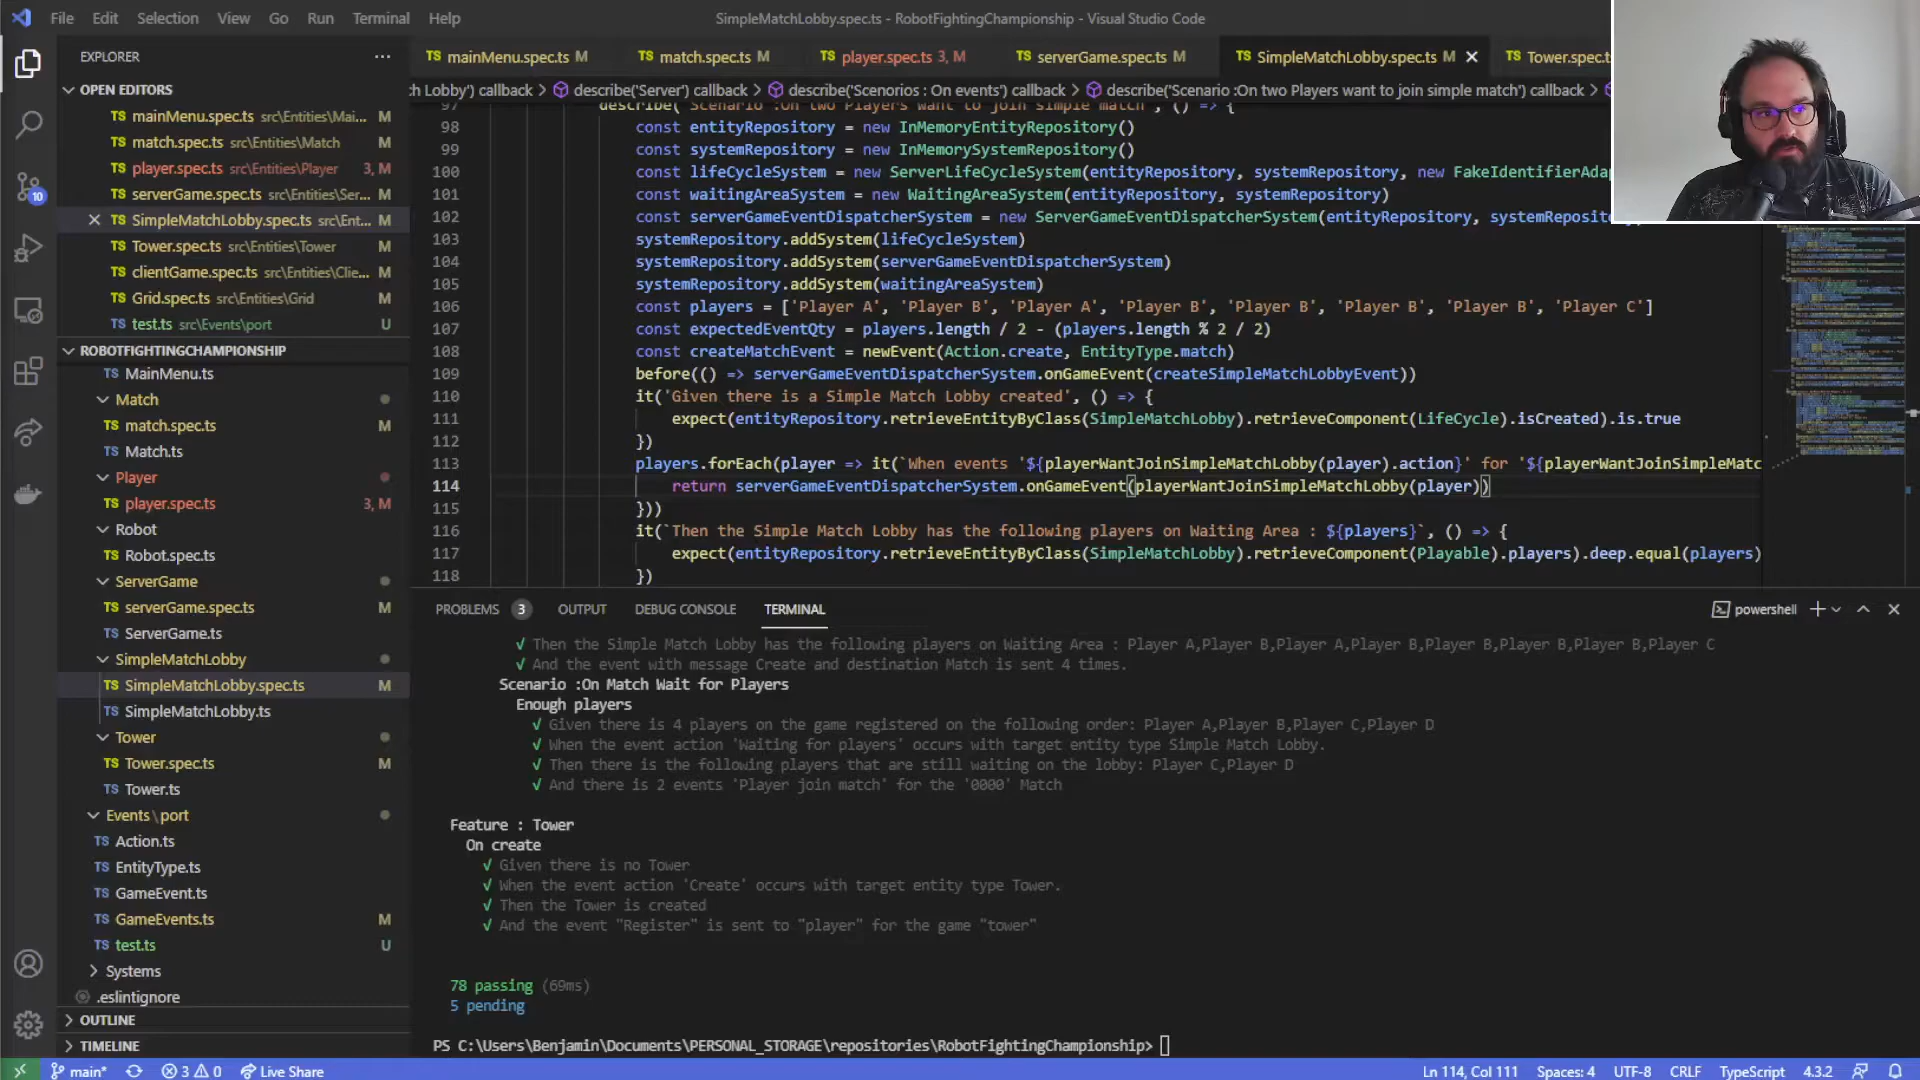 File Edit Selection View Go Run Terminal Help
SimpleMatchLobby.spec.ts - RobotFightingChampionship - Visual Studio Code
EXPLORER
OPEN EDITORS
mainMenu.spec.ts src\Entities\Mai... M
match.spec.ts src\Entities\Match M
player.spec.ts src\Entities\Player 3, M
serverGame.spec.ts src\Entities\Ser... M
SimpleMatchLobby.spec.ts src\Ent... M
Tower.spec.ts src\Entities\Tower M
clientGame.spec.ts src\Entities\Clie... M
Grid.spec.ts src\Entities\Grid M
test.ts src\Events\port U
ROBOTFIGHTINGCHAMPIONSHIP
MainMenu.ts
Match
match.spec.ts M
Match.ts
Player
player.spec.ts 3, M
Robot
Robot.spec.ts
ServerGame
serverGame.spec.ts M
ServerGame.ts
SimpleMatchLobby
SimpleMatchLobby.spec.ts M
SimpleMatchLobby.ts
Tower
Tower.spec.ts M
Tower.ts
Events\port
Action.ts
EntityType.ts
GameEvent.ts
GameEvents.ts M
test.ts U
Systems
.eslintignore
OUTLINE
TIMELINE
10
TS mainMenu.spec.ts M TS match.spec.ts M TS player.spec.ts 3, M TS serverGame.spec.ts M TS SimpleMatchLobby.spec.ts M TS Tower.spec.t
ch Lobby') callback > describe('Server') callback > describe('Scenorios : On events') callback > describe('Scenario :On two Players want to join simple match') callback >
97 describe('Scenario :On two Players want to join simple match', () => {
98 const entityRepository = new InMemoryEntityRepository()
99 const systemRepository = new InMemorySystemRepository()
100 const lifeCycleSystem = new ServerLifeCycleSystem(entityRepository, systemRepository, new FakeIdentifierAda
101 const waitingAreaSystem = new WaitingAreaSystem(entityRepository, systemRepository)
102 const serverGameEventDispatcherSystem = new ServerGameEventDispatcherSystem(entityRepository, systemReposito
103 systemRepository.addSystem(lifeCycleSystem)
104 systemRepository.addSystem(serverGameEventDispatcherSystem)
105 systemRepository.addSystem(waitingAreaSystem)
106 const players = ['Player A', 'Player B', 'Player A', 'Player B', 'Player B', 'Player B', 'Player B', 'Player C']
107 const expectedEventQty = players.length / 2 - (players.length % 2 / 2)
108 const createMatchEvent = newEvent(Action.create, EntityType.match)
109 before(() => serverGameEventDispatcherSystem.onGameEvent(createSimpleMatchLobbyEvent))
110 it('Given there is a Simple Match Lobby created', () => {
111 expect(entityRepository.retrieveEntityByClass(SimpleMatchLobby).retrieveComponent(LifeCycle).isCreated).is.true
112 })
113 players.forEach(player => it(`When events '${playerWantJoinSimpleMatchLobby(player).action}' for '${playerWantJoinSimpleMatc
114 return serverGameEventDispatcherSystem.onGameEvent(playerWantJoinSimpleMatchLobby(player))
115 }))
116 it(`Then the Simple Match Lobby has the following players on Waiting Area : ${players}`, () => {
117 expect(entityRepository.retrieveEntityByClass(SimpleMatchLobby).retrieveComponent(Playable).players).deep.equal(players)
118 })
PROBLEMS 3 OUTPUT DEBUG CONSOLE TERMINAL powershell
√ Then the Simple Match Lobby has the following players on Waiting Area : Player A,Player B,Player A,Player B,Player B,Player B,Player B,Player C
√ And the event with message Create and destination Match is sent 4 times.
Scenario :On Match Wait for Players
Enough players
√ Given there is 4 players on the game registered on the following order: Player A,Player B,Player C,Player D
√ When the event action 'Waiting for players' occurs with target entity type Simple Match Lobby.
√ Then there is the following players that are still waiting on the lobby: Player C,Player D
√ And there is 2 events 'Player join match' for the '0000' Match
Feature : Tower
On create
√ Given there is no Tower
√ When the event action 'Create' occurs with target entity type Tower.
√ Then the Tower is created
√ And the event "Register" is sent to "player" for the game "tower"
78 passing (69ms)
5 pending
PS C:\Users\Benjamin\Documents\PERSONAL_STORAGE\repositories\RobotFightingChampionship>
main* 3 0 Live Share
Ln 114, Col 111 Spaces: 4 UTF-8 CRLF TypeScript 4.3.2